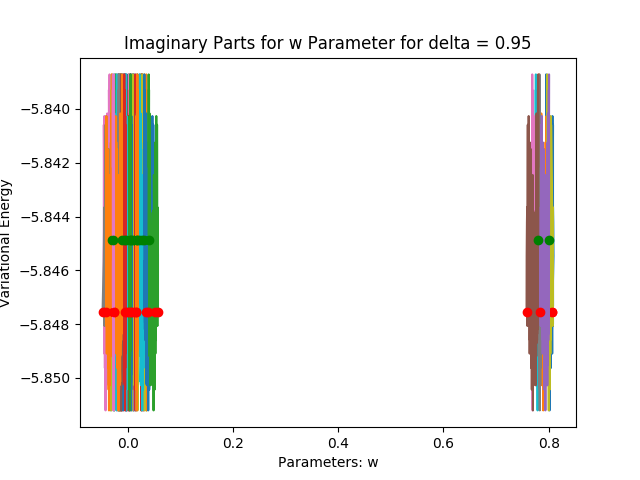 Imaginary Parts for w Parameter for delta = 0.95
Variational Energy
−5.840
−5.842
−5.844
−5.846
−5.848
−5.850
0.0 0.2 0.4 0.6 0.8
Parameters: w